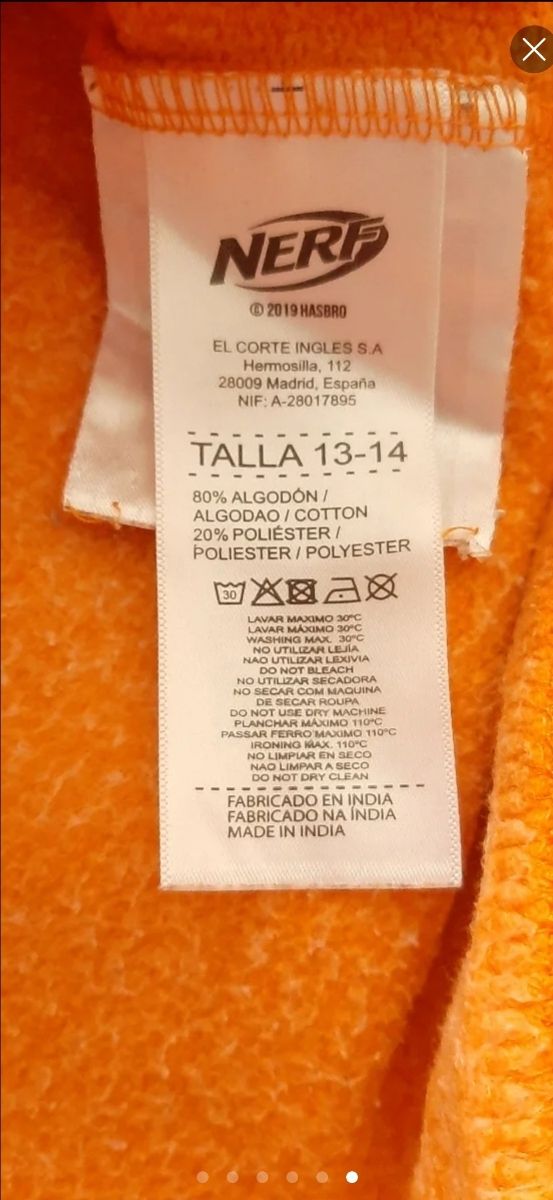 NERF
© 2019 HASBRO
EL CORTE INGLES S.A
Hermosilla, 112
28009 Madrid, España
NIF: A-28017895
TALLA 13-14
80% ALGODÓN /
ALGODAO / COTTON
20% POLIÉSTER /
POLIESTER / POLYESTER
30
LAVAR MAXIMO 30°C
LAVAR MÁXIMO 30°C
WASHING MAX. 30°C
NO UTILIZAR LEJÍA
NAO UTILIZAR LEXIVIA
DO NOT BLEACH
NO UTILIZAR SECADORA
NO SECAR COM MAQUINA
DE SECAR ROUPA
DO NOT USE DRY MACHINE
PLANCHAR MÁXIMO 110°C
PASSAR FERRO MAXIMO 110°C
IRONING MAX. 110°C
NO LIMPIAR EN SECO
NAO LIMPAR A SECO
DO NOT DRY CLEAN
FABRICADO EN INDIA
FABRICADO NA ÍNDIA
MADE IN INDIA